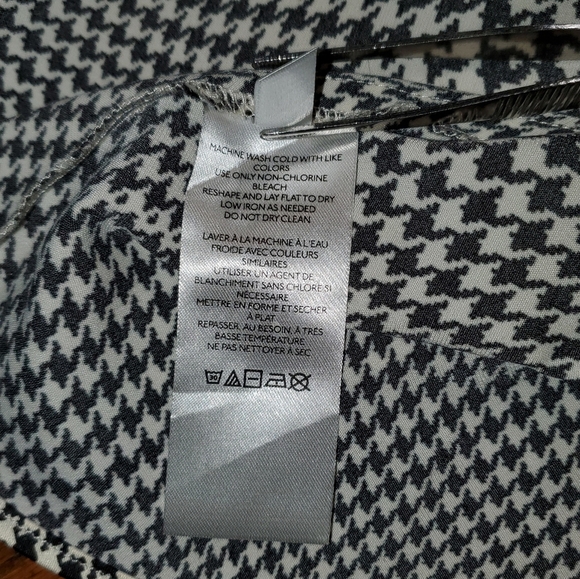 MACHINE WASH COLD WITH LIKE
COLORS
USE ONLY NON-CHLORINE
BLEACH
RESHAPE AND LAY FLAT TO DRY
LOW IRON AS NEEDED
DO NOT DRY CLEAN
LAVER À LA MACHINE À L'EAU
FROIDE AVEC COULEURS
SIMILAIRES
UTILISER UN AGENT DE
BLANCHIMENT SANS CHLORE SI
NÉCESSAIRE
METTRE EN FORME ET SECHER
À PLAT
REPASSER, AU BESOIN, À TRÈS
BASSE TEMPÉRATURE
NE PAS NETTOYER À SEC